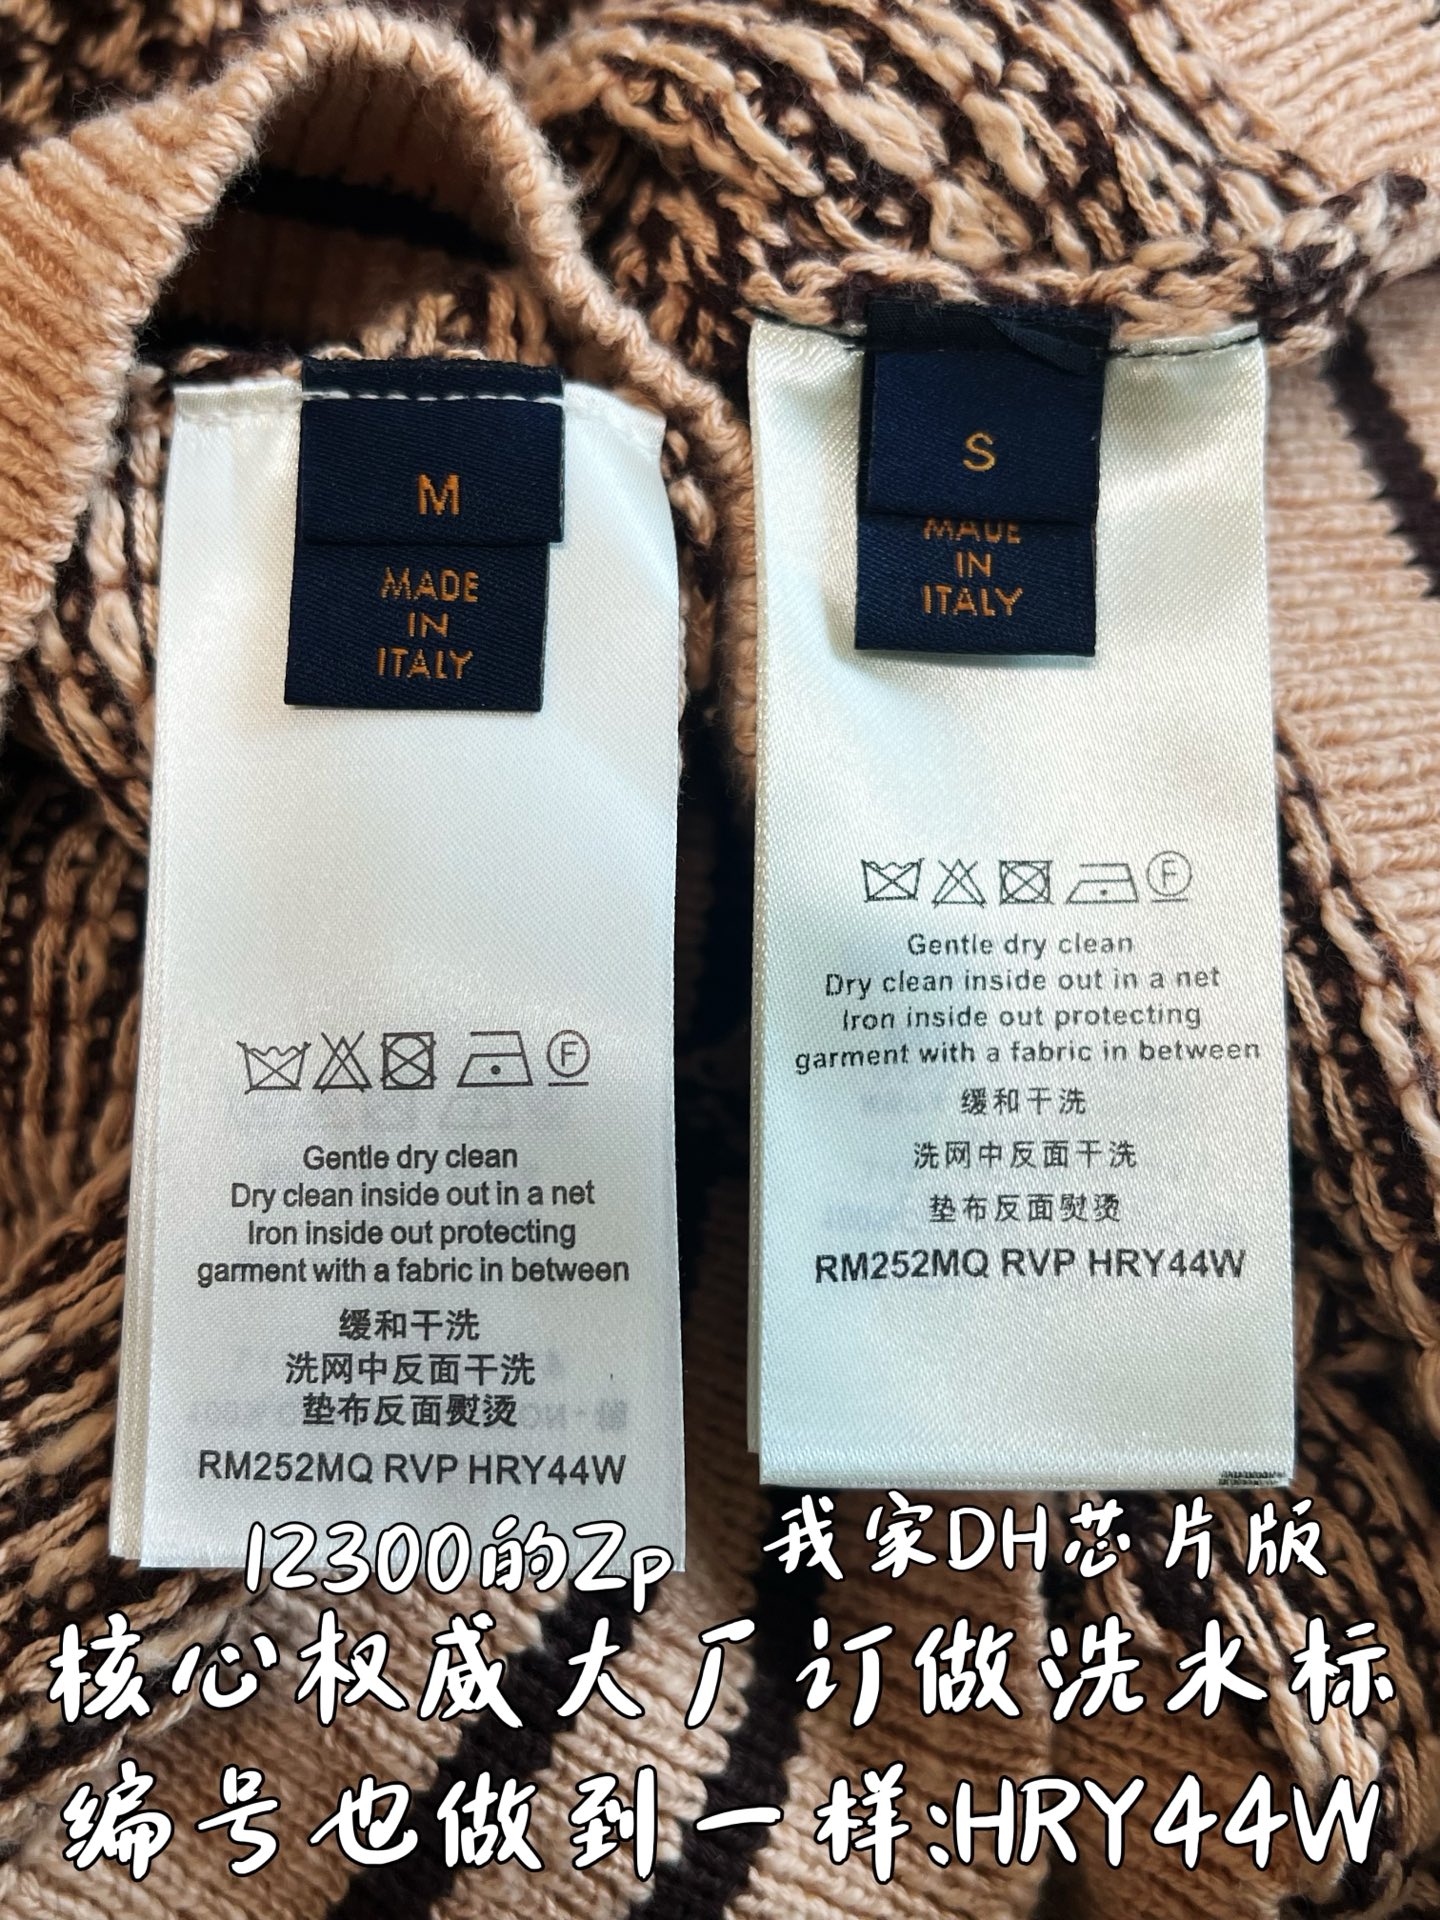 M
MADE
IN
ITALY
Gentle dry clean
Dry clean inside out in a net
Iron inside out protecting
garment with a fabric in between
缓和干洗
洗网中反面干洗
垫布反面熨烫
RM252MQ RVP HRY44W
S
MADE
IN
ITALY
F
Gentle dry clean
Dry clean inside out in a net
Iron inside out protecting
garment with a fabric in between
缓和干洗
洗网中反面干洗
垫布反面熨烫
RM252MQ RVP HRY44W
12300的Zp
我家DH芯片版
核心权威大厂订做洗水标
编号也做到一样:HRY44W